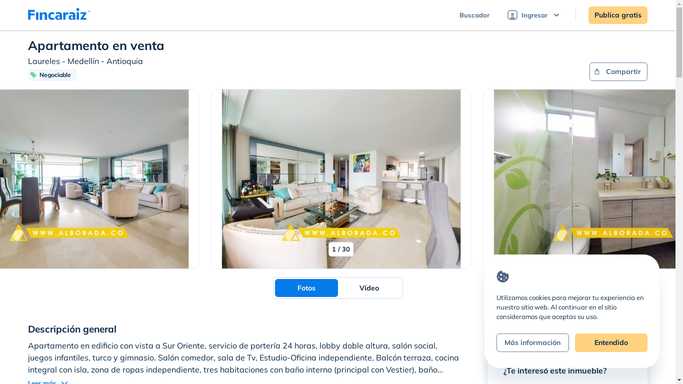 Fincaraiz
Buscador
Ingresar
Publica gratis
Apartamento en venta
Laureles - Medellín - Antioquia
Negociable
Compartir
WWW.ALBORADA.CO
WWW.ALBORADA.CO
WWW.ALBORADA.CO
1 / 30
Fotos
Video
Utilizamos cookies para mejorar tu experiencia en
nuestro sitio web. Al continuar en el sitio
consideramos que aceptas su uso.
Más información
Entendido
Descripción general
Apartamento en edificio con vista a Sur Oriente, servicio de portería 24 horas, lobby doble altura, salón social,
juegos infantiles, turco y gimnasio. Salón comedor, sala de Tv, Estudio-Oficina independiente, Balcón terraza, cocina
integral con isla, zona de ropas independiente, tres habitaciones con baño interno (principal con Vestier), baño...
Leer más
¿Te interesó este inmueble?